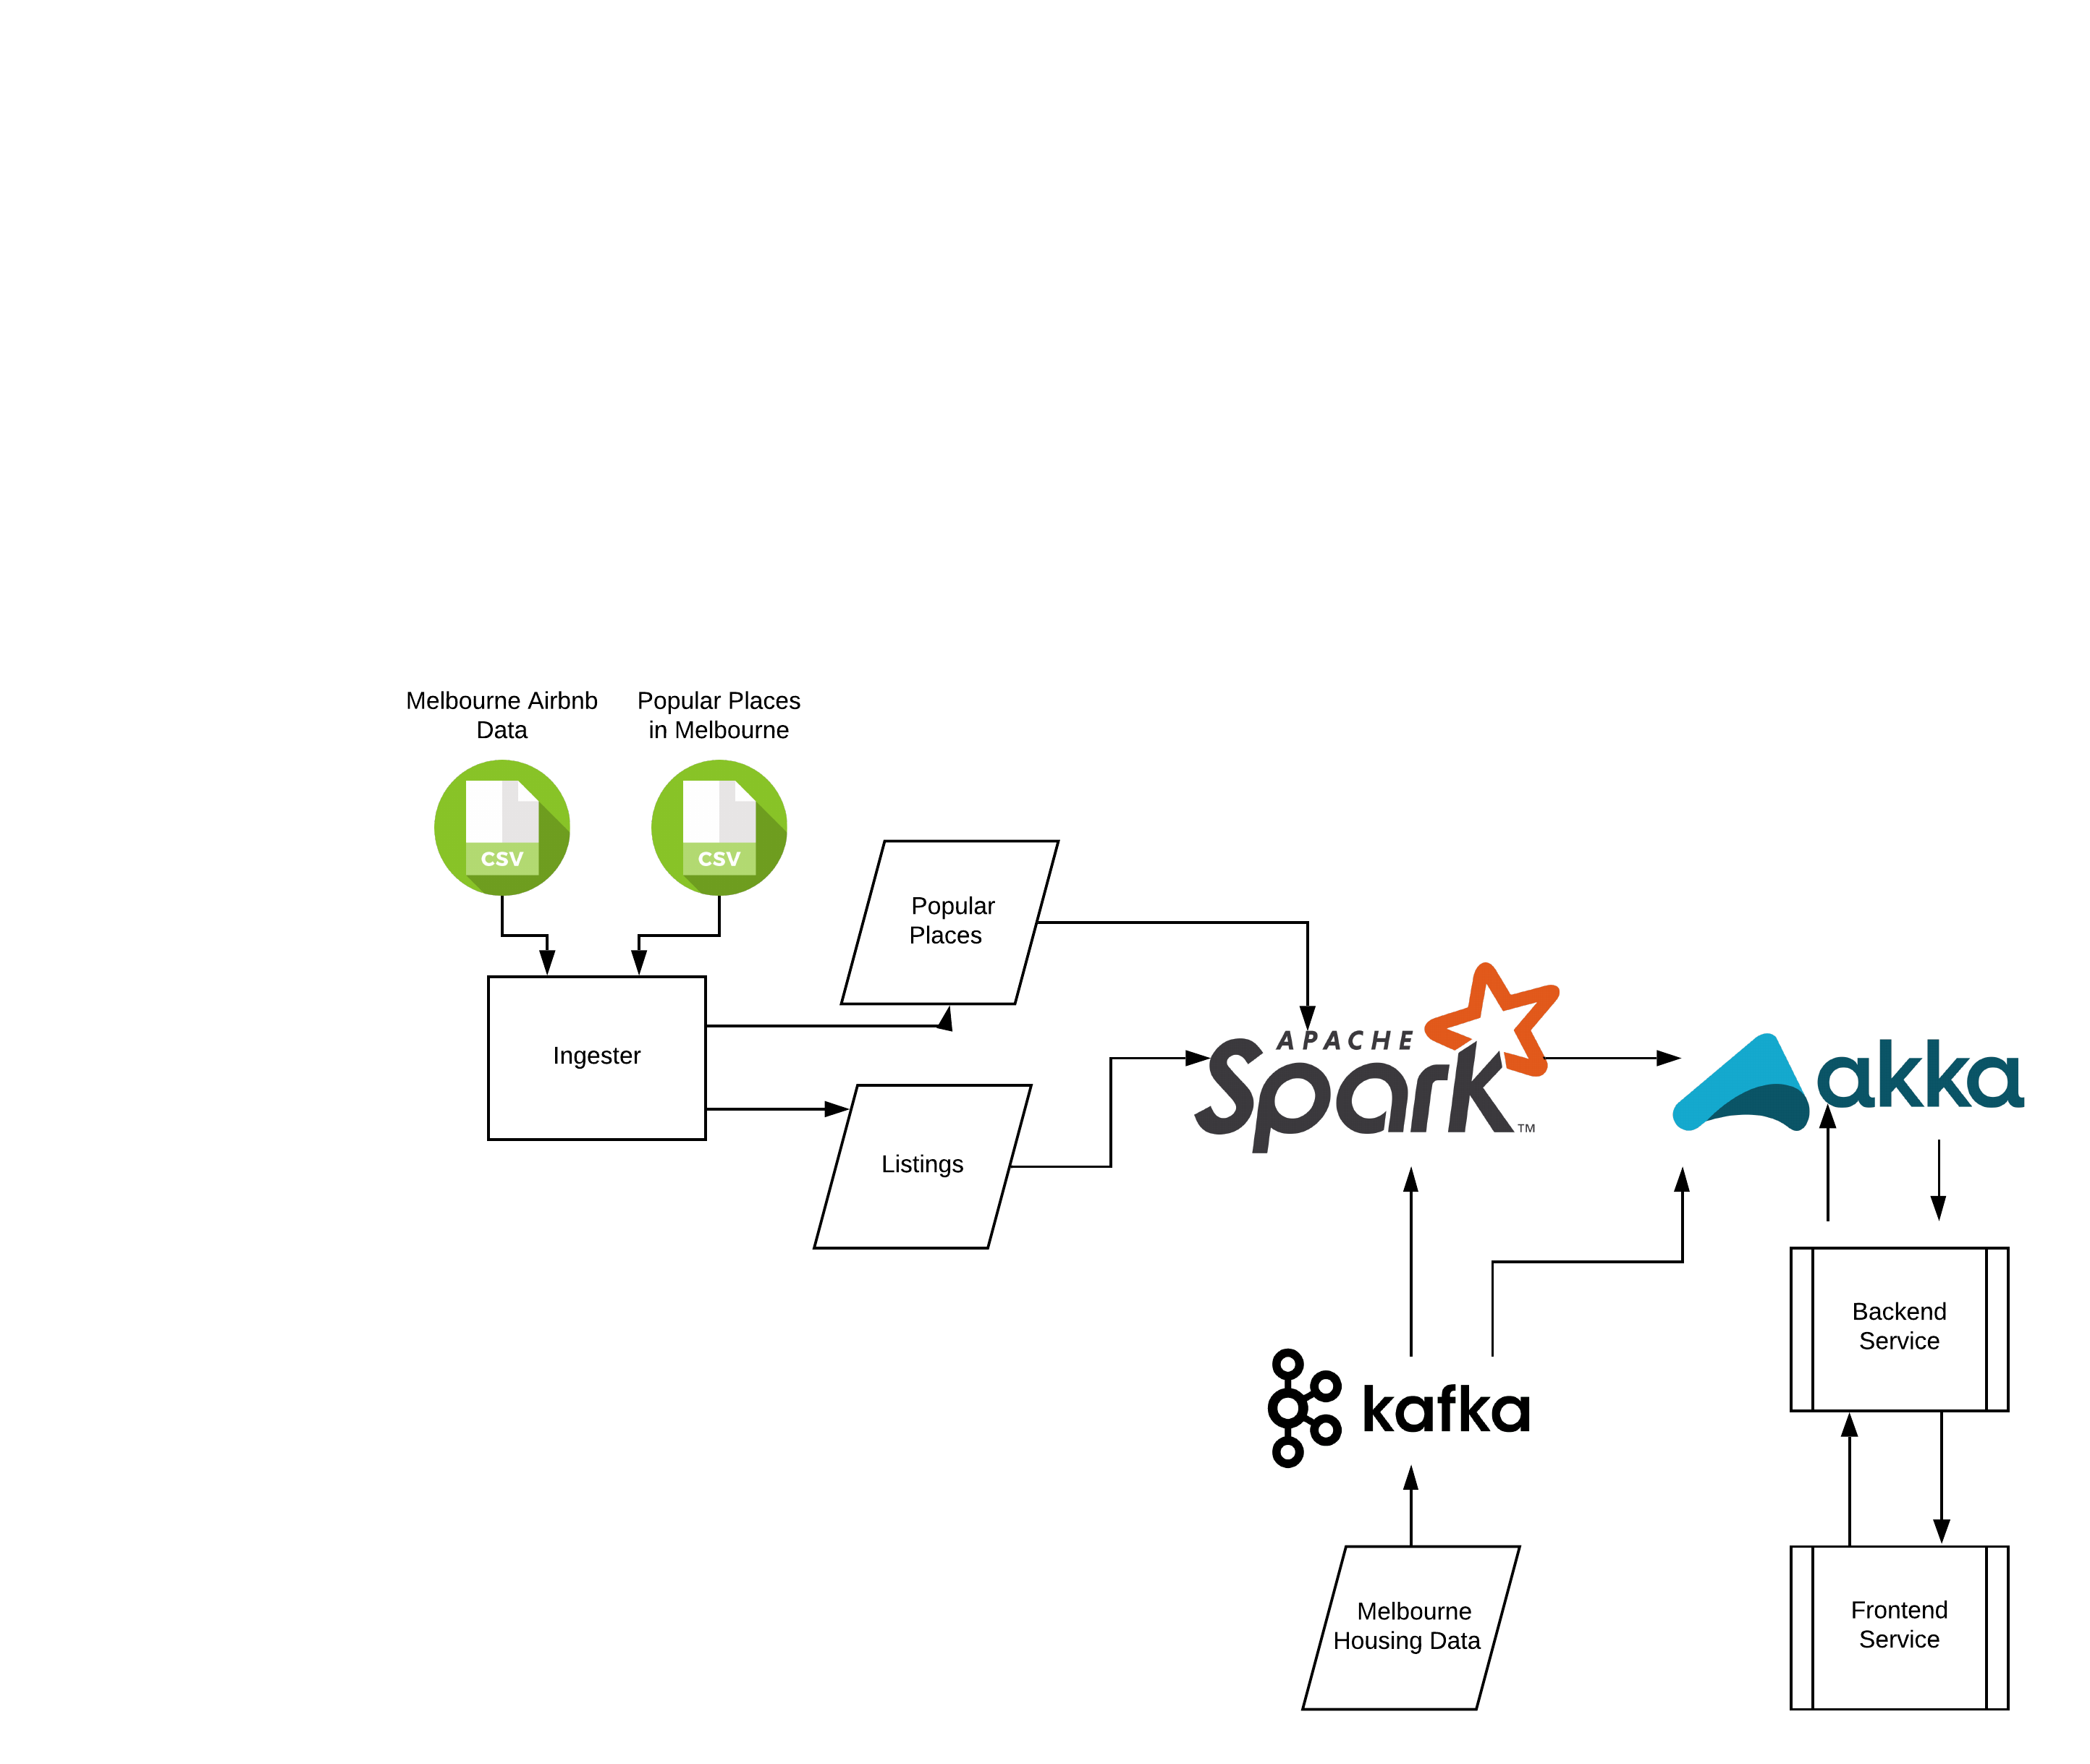 Melbourne Airbnb
Data
Popular Places
in Melbourne
CSV
CSV
Popular
Places
Ingester
Listings
APACHE
Spark™
akka
kafka
Backend
Service
Melbourne
Housing Data
Frontend
Service